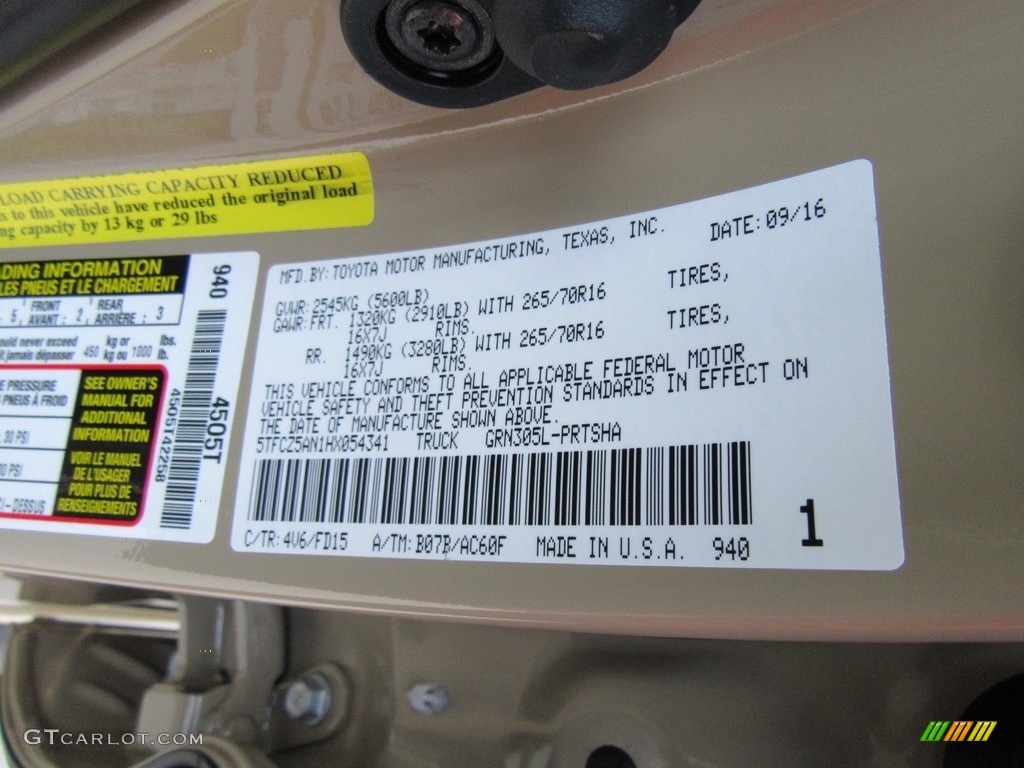 LOAD CARRYING CAPACITY REDUCED
to this vehicle have reduced the original load
capacity by 13 kg or 29 lbs
INFORMATION
LES PNEUS ET LE CHARGEMENT
5 FRONT AVANT : 2 REAR ARRIÈRE : 3
should never exceed 450 kg or 1000 lbs.
jamais dépasser kg ou lb.
PRESSURE
PNEUS À FROID
30 PSI
PSI
CI-DESSUS
SEE OWNER'S
MANUAL FOR
ADDITIONAL
INFORMATION
VOIR LE MANUEL
DE L'USAGER
POUR PLUS DE
RENSEIGNEMENTS
940
4505T
4505142258
MFD.BY: TOYOTA MOTOR MANUFACTURING, TEXAS, INC. DATE: 09/16
GVWR: 2545KG (5600LB)
GAWR: FRT. 1320KG (2910LB) WITH 265/70R16 TIRES,
16X7J RIMS.
RR. 1490KG (3280LB) WITH 265/70R16 TIRES,
16X7J RIMS.
THIS VEHICLE CONFORMS TO ALL APPLICABLE FEDERAL MOTOR
VEHICLE SAFETY AND THEFT PREVENTION STANDARDS IN EFFECT ON
THE DATE OF MANUFACTURE SHOWN ABOVE.
5TFCZ5AN1HX054341 TRUCK GRN305L-PRTSHA
C/TR: 4V6/FD15 A/TM: B07B/AC60F MADE IN U.S.A. 940
1
GTCARLOT.COM